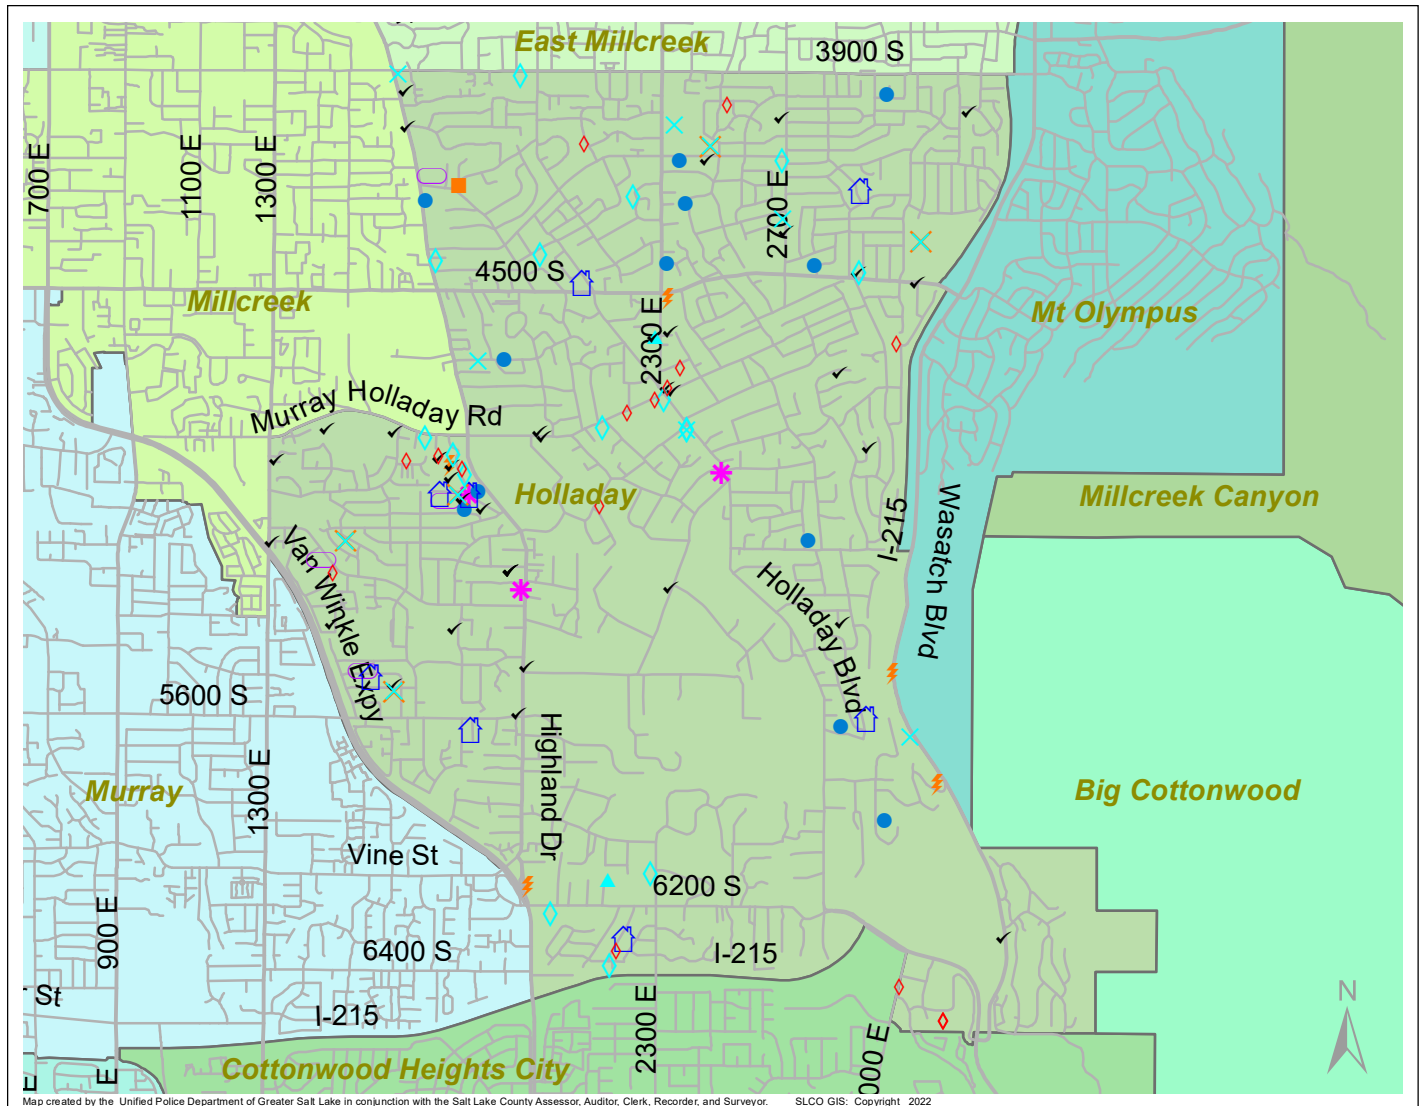 East Millcreek
3900 S
700 E
1100 E
1300 E
2700 E
4500 S
Millcreek
2300 E
Mt Olympus
Murray Holladay Rd
Holladay
Millcreek Canyon
I-215
Wasatch Blvd
Van Winkle Expy
Holladay Blvd
5600 S
Highland Dr
Murray
1300 E
Big Cottonwood
Vine St
6200 S
900 E
6400 S
I-215
St
I-215
2300 E
N
000 E
Cottonwood Heights City
E
E
Map created by the Unified Police Department of Greater Salt Lake in conjunction with the Salt Lake County Assessor, Auditor, Clerk, Recorder, and Surveyor. SLCO GIS: Copyright 2022